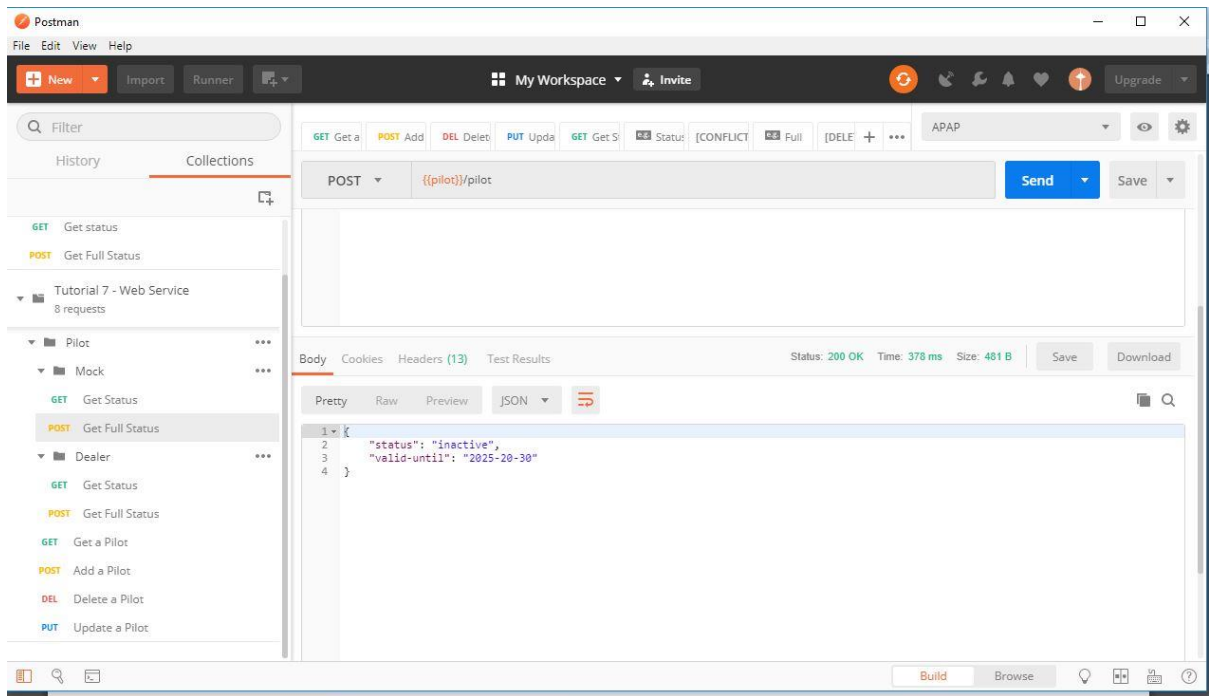 Postman
File Edit View Help
New Import Runner My Workspace Invite Upgrade
Filter
History Collections
GET Get status
POST Get Full Status
Tutorial 7 - Web Service
8 requests
Pilot
Mock
GET Get Status
POST Get Full Status
Dealer
GET Get Status
POST Get Full Status
GET Get a Pilot
POST Add a Pilot
DEL Delete a Pilot
PUT Update a Pilot
GET Get a POST Add DEL Delet PUT Upda GET Get S e.g. Statu: [CONFLICT e.g. Full [DELE APAP
POST {{pilot}}/pilot Send Save
Body Cookies Headers (13) Test Results Status: 200 OK Time: 378 ms Size: 481 B Save Download
Pretty Raw Preview JSON
1 {
2 "status": "inactive",
3 "valid-until": "2025-20-30"
4 }
Build Browse